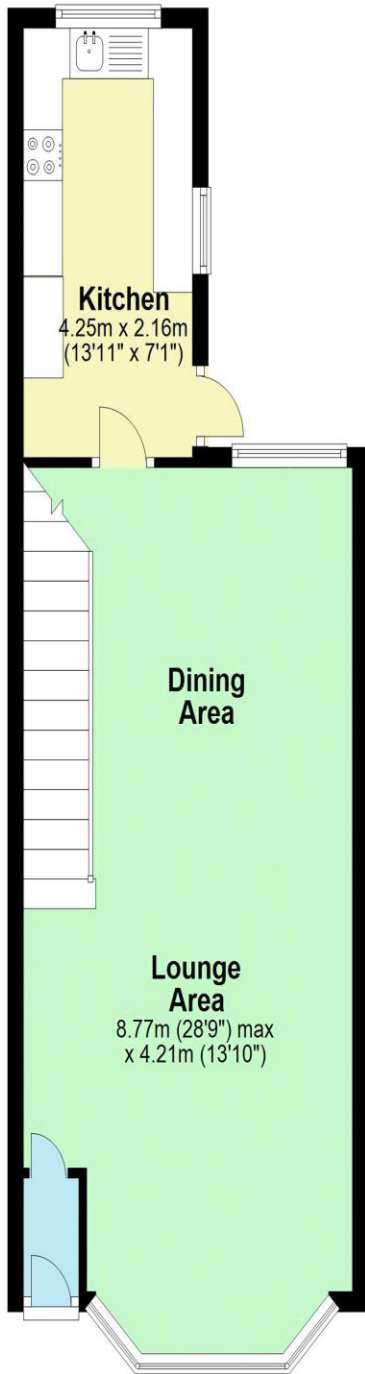 Kitchen
4.25m x 2.16m
(13'11" x 7'1")
Dining
Area
Lounge
Area
8.77m (28'9") max
x 4.21m (13'10")